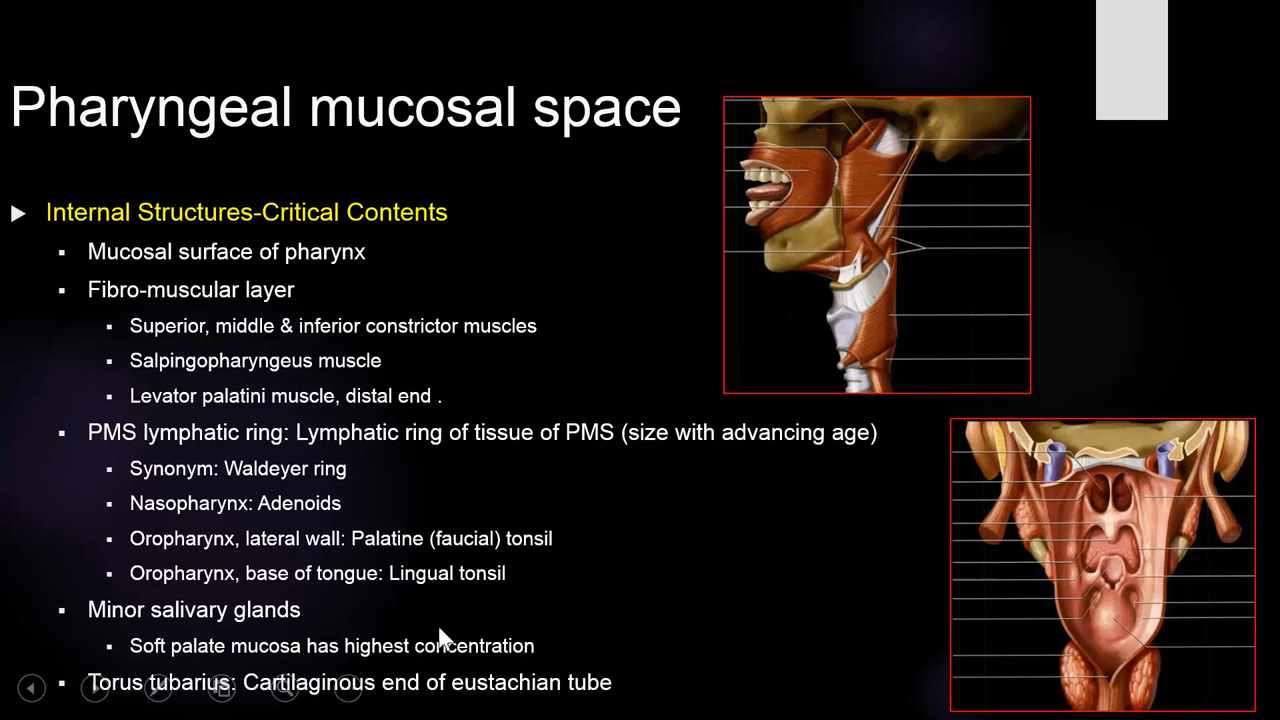 Pharyngeal mucosal space
Internal Structures-Critical Contents
Mucosal surface of pharynx
Fibro-muscular layer
Superior, middle & inferior constrictor muscles
Salpingopharyngeus muscle
Levator palatini muscle, distal end .
PMS lymphatic ring: Lymphatic ring of tissue of PMS (size with advancing age)
Synonym: Waldeyer ring
Nasopharynx: Adenoids
Oropharynx, lateral wall: Palatine (faucial) tonsil
Oropharynx, base of tongue: Lingual tonsil
Minor salivary glands
Soft palate mucosa has highest concentration
Torus tubarius: Cartilaginous end of eustachian tube